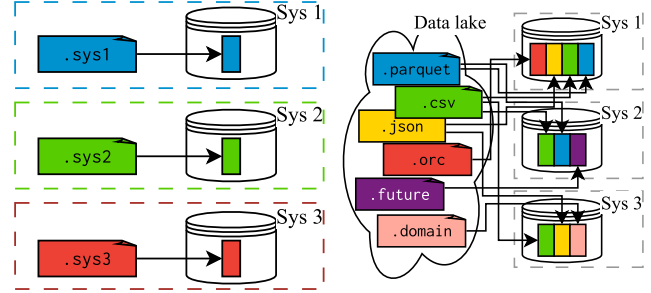 Sys 1
.sys1
Sys 2
.sys2
Sys 3
.sys3
Data lake
.parquet
.csv
.json
.orc
.future
.domain
Sys 1
Sys 2
Sys 3